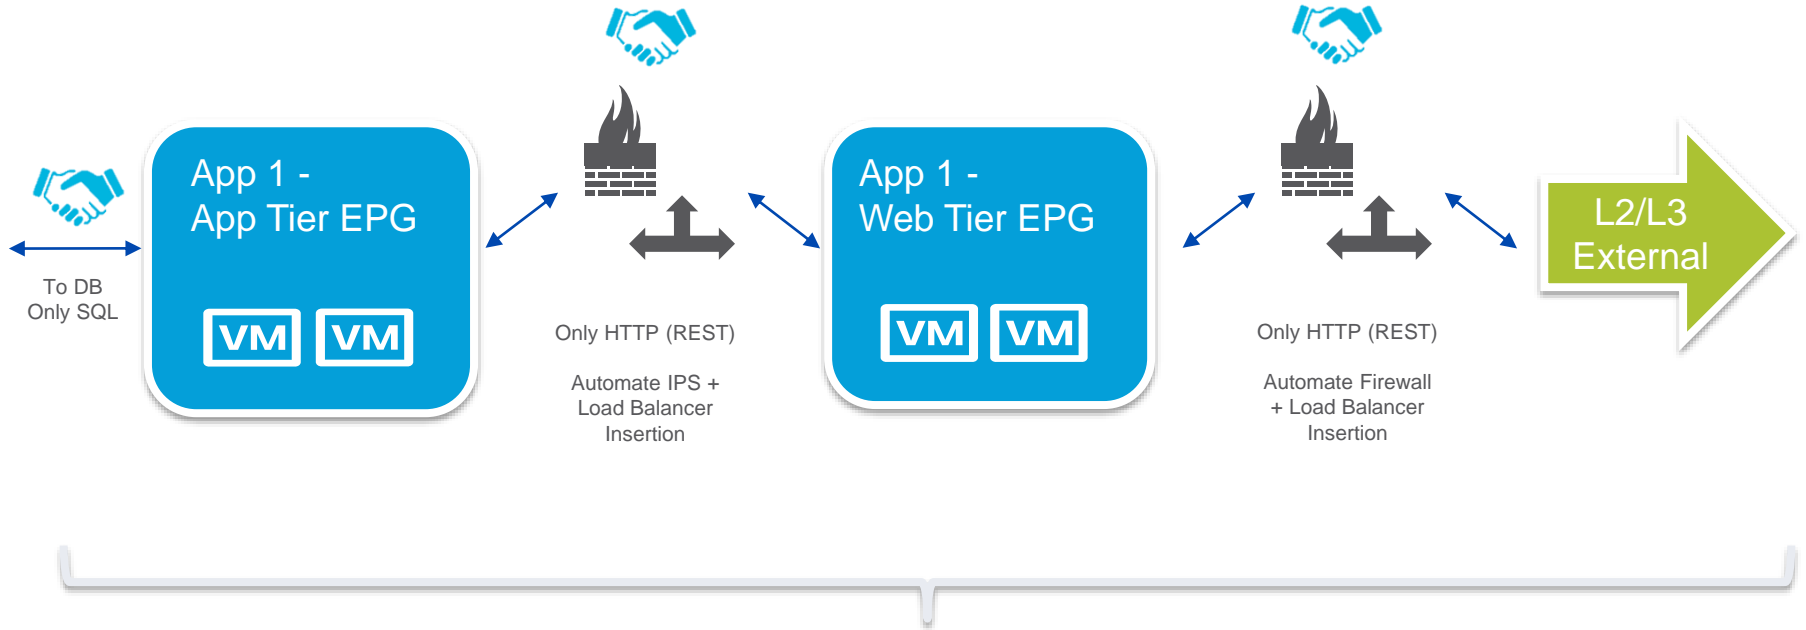 To DB
Only SQL
App 1 -
App Tier EPG
VM VM
Only HTTP (REST)
Automate IPS +
Load Balancer
Insertion
App 1 -
Web Tier EPG
VM VM
Only HTTP (REST)
Automate Firewall
+ Load Balancer
Insertion
L2/L3
External